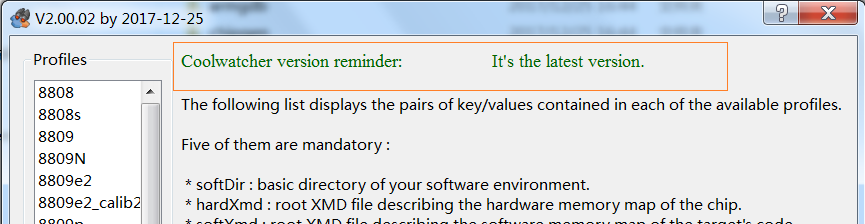 V2.00.02 by 2017-12-25
Profiles
8808
8808s
8809
8809N
8809e2
8809e2_calib2
Coolwatcher version reminder: It's the latest version.
The following list displays the pairs of key/values contained in each of the available profiles.
Five of them are mandatory :
* softDir : basic directory of your software environment.
* hardXmd : root XMD file describing the hardware memory map of the chip.
* softXmd : root XMD file describing the software memory map of the target's code.